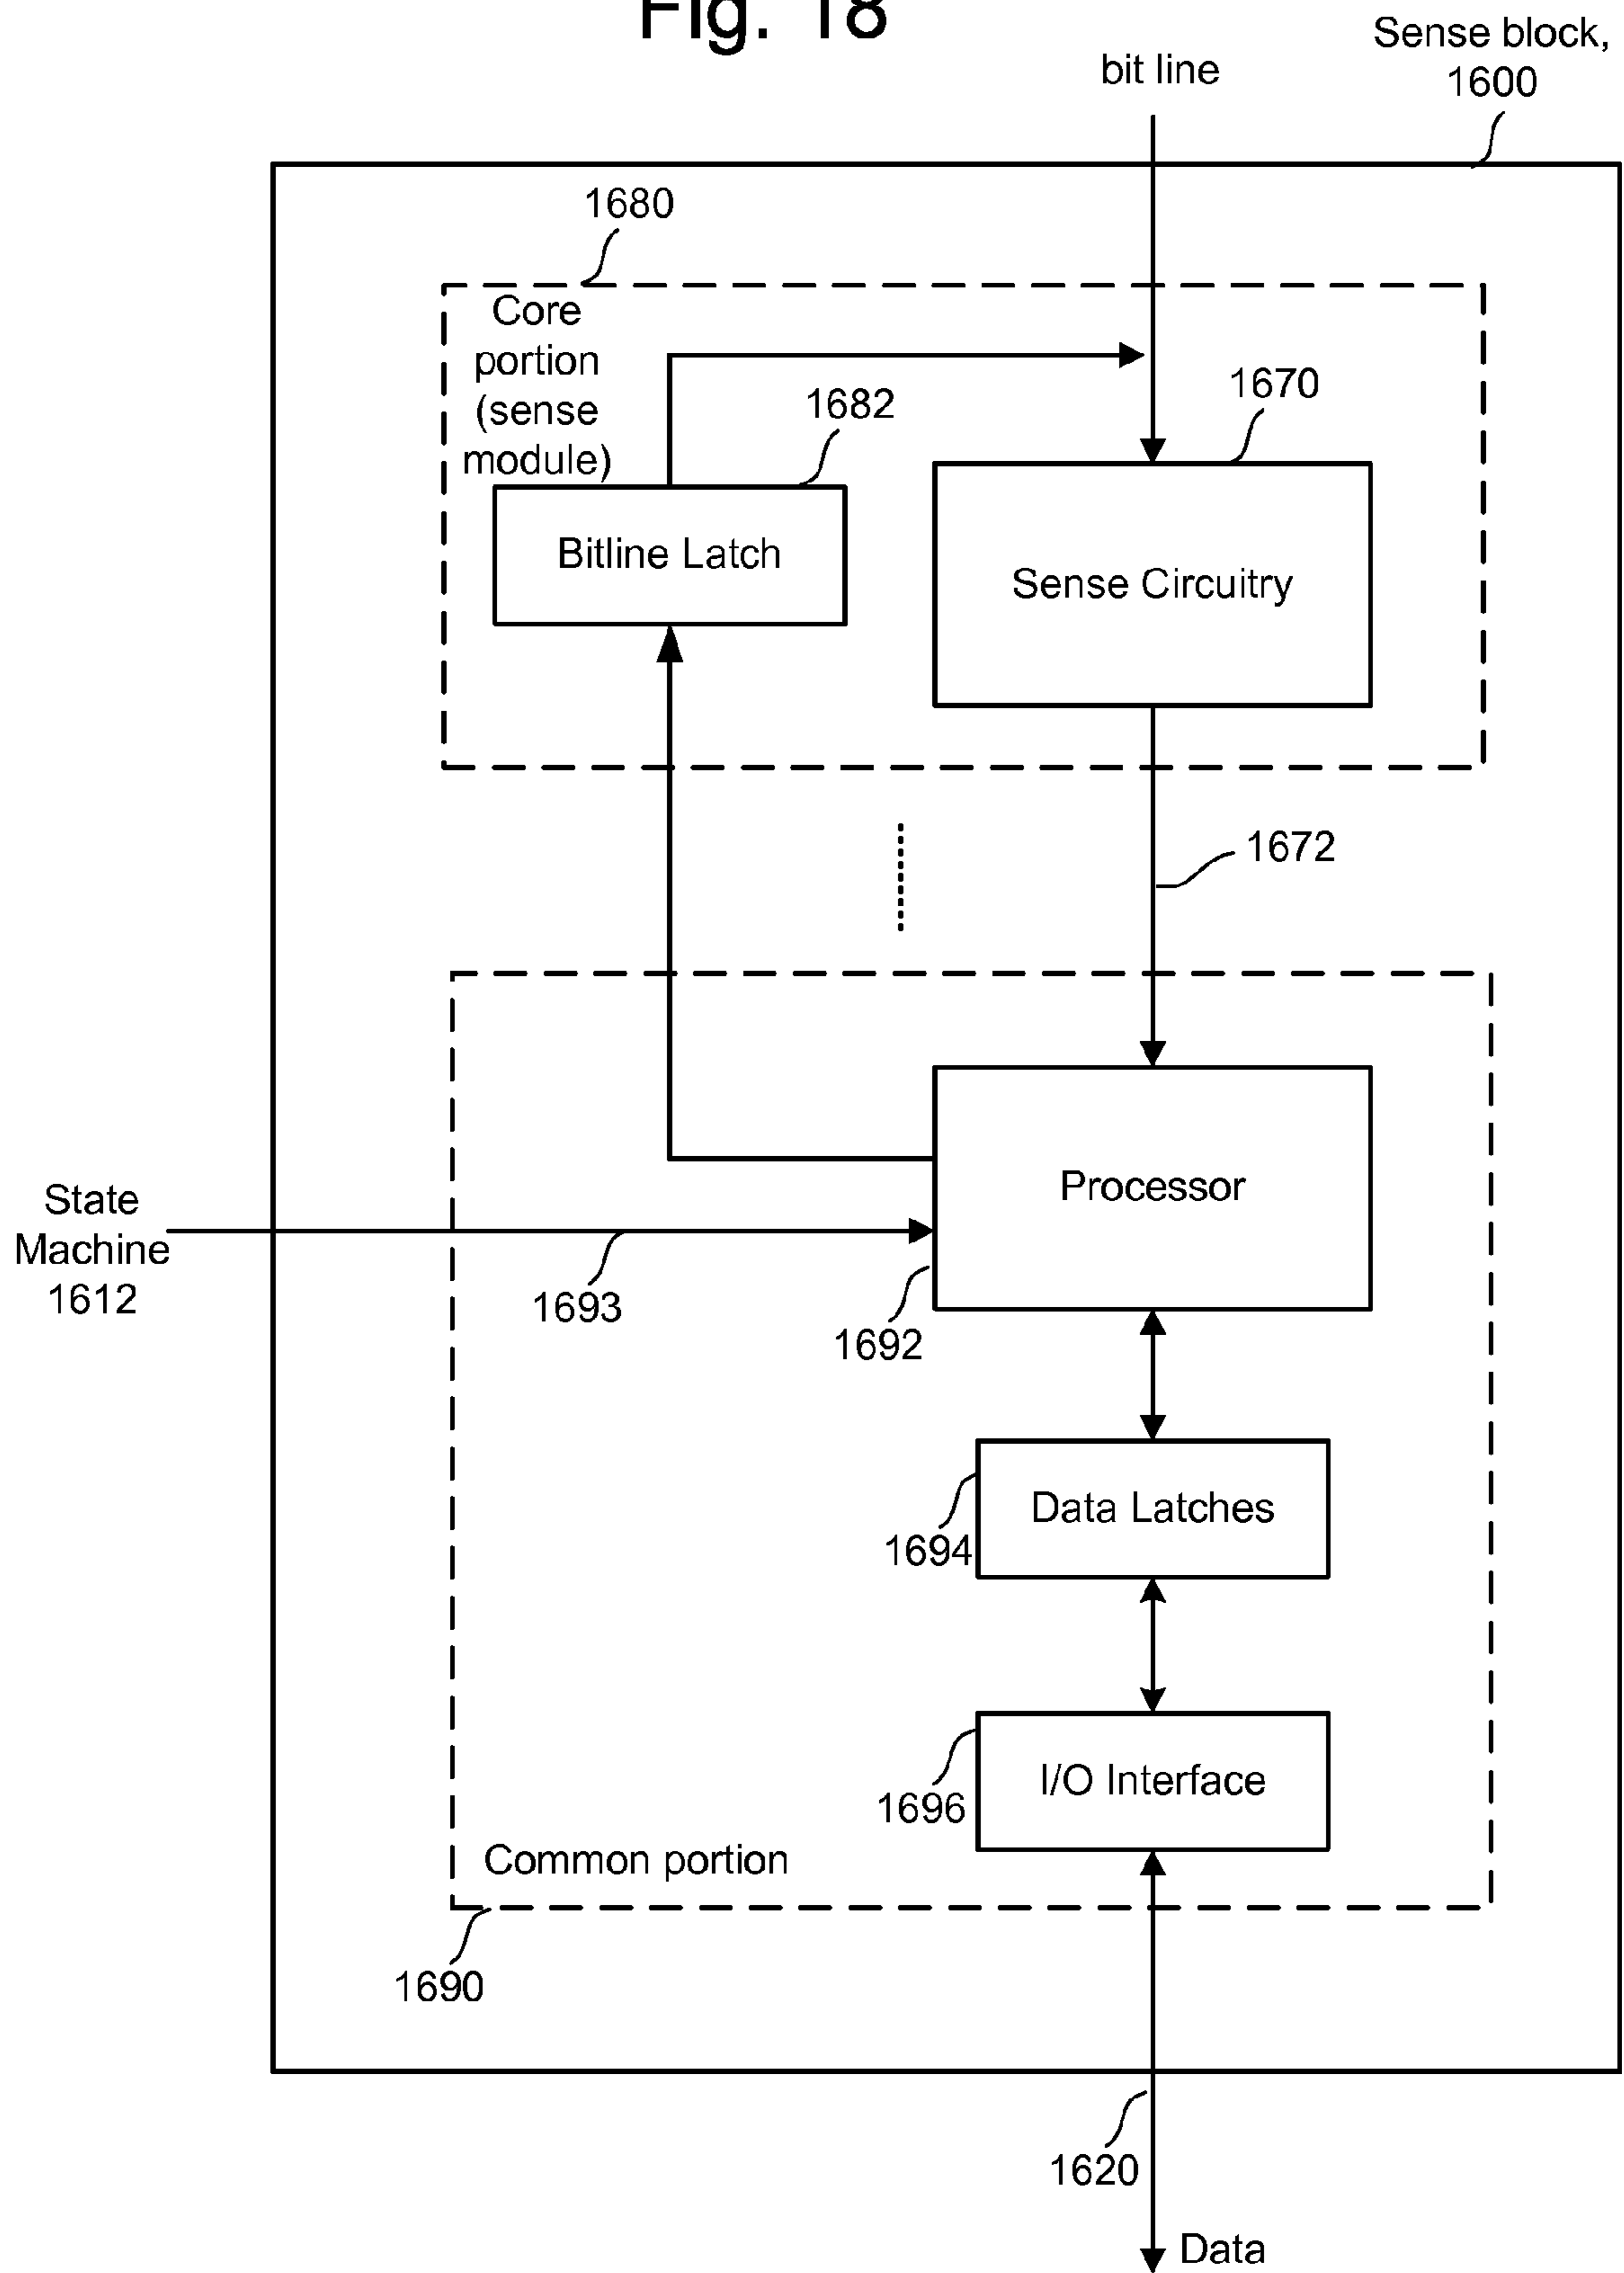 Fig. 18
Sense block,
1600
bit line
1680
Core
portion
(sense
module)
1682
1670
Bitline Latch
Sense Circuitry
1672
Processor
State
Machine
1612
1693
1692
Data Latches
1694
I/O Interface
1696
Common portion
1690
1620
Data